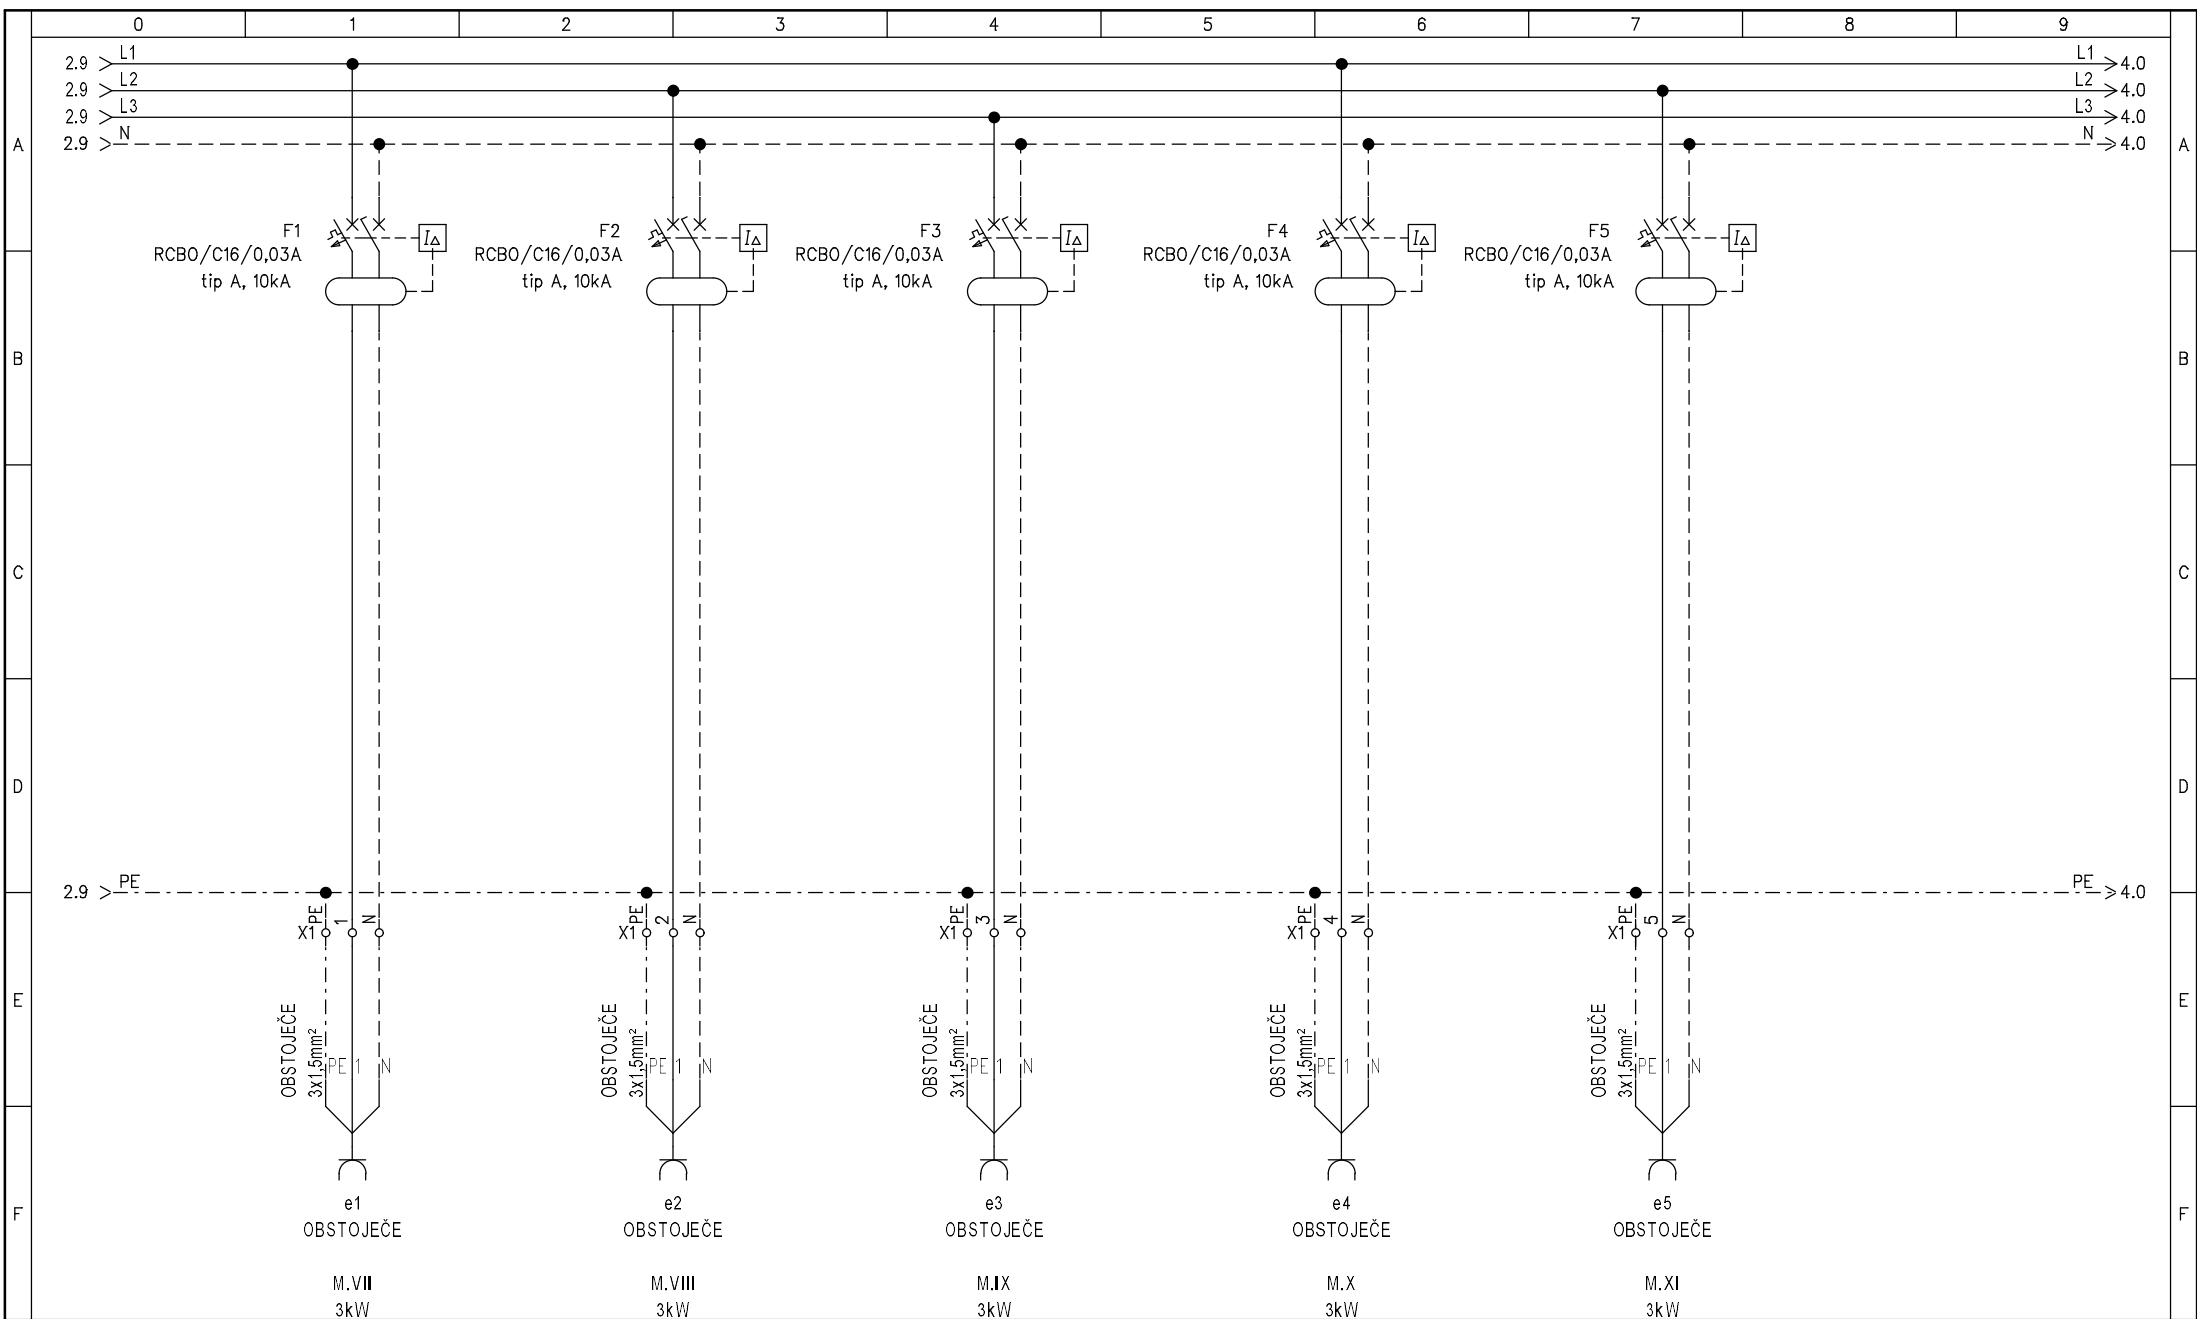 0 1 2 3 4 5 6 7 8 9
2.9 L1 L1 4.0
2.9 L2 L2 4.0
2.9 L3 L3 4.0
A 2.9 N N 4.0 A
F1 F2 F3 F4 F5
I∆ I∆ I∆ I∆ I∆
RCBO/C16/0,03A RCBO/C16/0,03A RCBO/C16/0,03A RCBO/C16/0,03A RCBO/C16/0,03A
tip A, 10kA tip A, 10kA tip A, 10kA tip A, 10kA tip A, 10kA
B B
C C
D D
2.9 PE PE 4.0
PE 1 N PE 2 N PE 3 N PE 4 N PE 5 N
X1 X1 X1 X1 X1
E E
OBSTOJEČE OBSTOJEČE OBSTOJEČE OBSTOJEČE OBSTOJEČE
3x1,5mm² 3x1,5mm² 3x1,5mm² 3x1,5mm² 3x1,5mm²
PE 1 N PE 1 N PE 1 N PE 1 N PE 1 N
e1 e2 e3 e4 e5
F F
OBSTOJEČE OBSTOJEČE OBSTOJEČE OBSTOJEČE OBSTOJEČE
M.VII M.VIII M.IX M.X M.XI
3kW 3kW 3kW 3kW 3kW